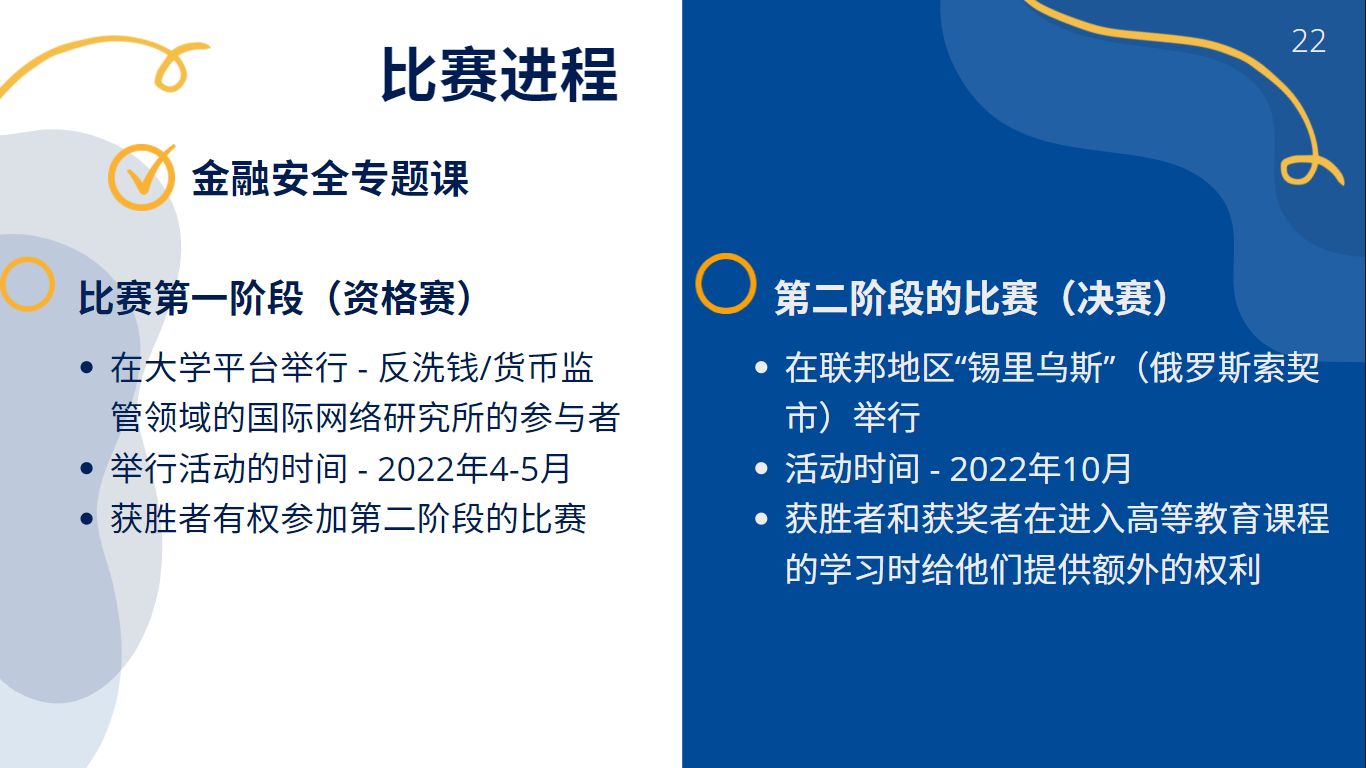 比赛进程
金融安全专题课
比赛第一阶段（资格赛）
• 在大学平台举行 - 反洗钱/货币监
管领域的国际网络研究所的参与者
• 举行活动的时间 - 2022年4-5月
• 获胜者有权参加第二阶段的比赛
22
第二阶段的比赛（决赛）
• 在联邦地区“锡里乌斯”（俄罗斯索契
市）举行
• 活动时间 - 2022年10月
• 获胜者和获奖者在进入高等教育课程
的学习时给他们提供额外的权利